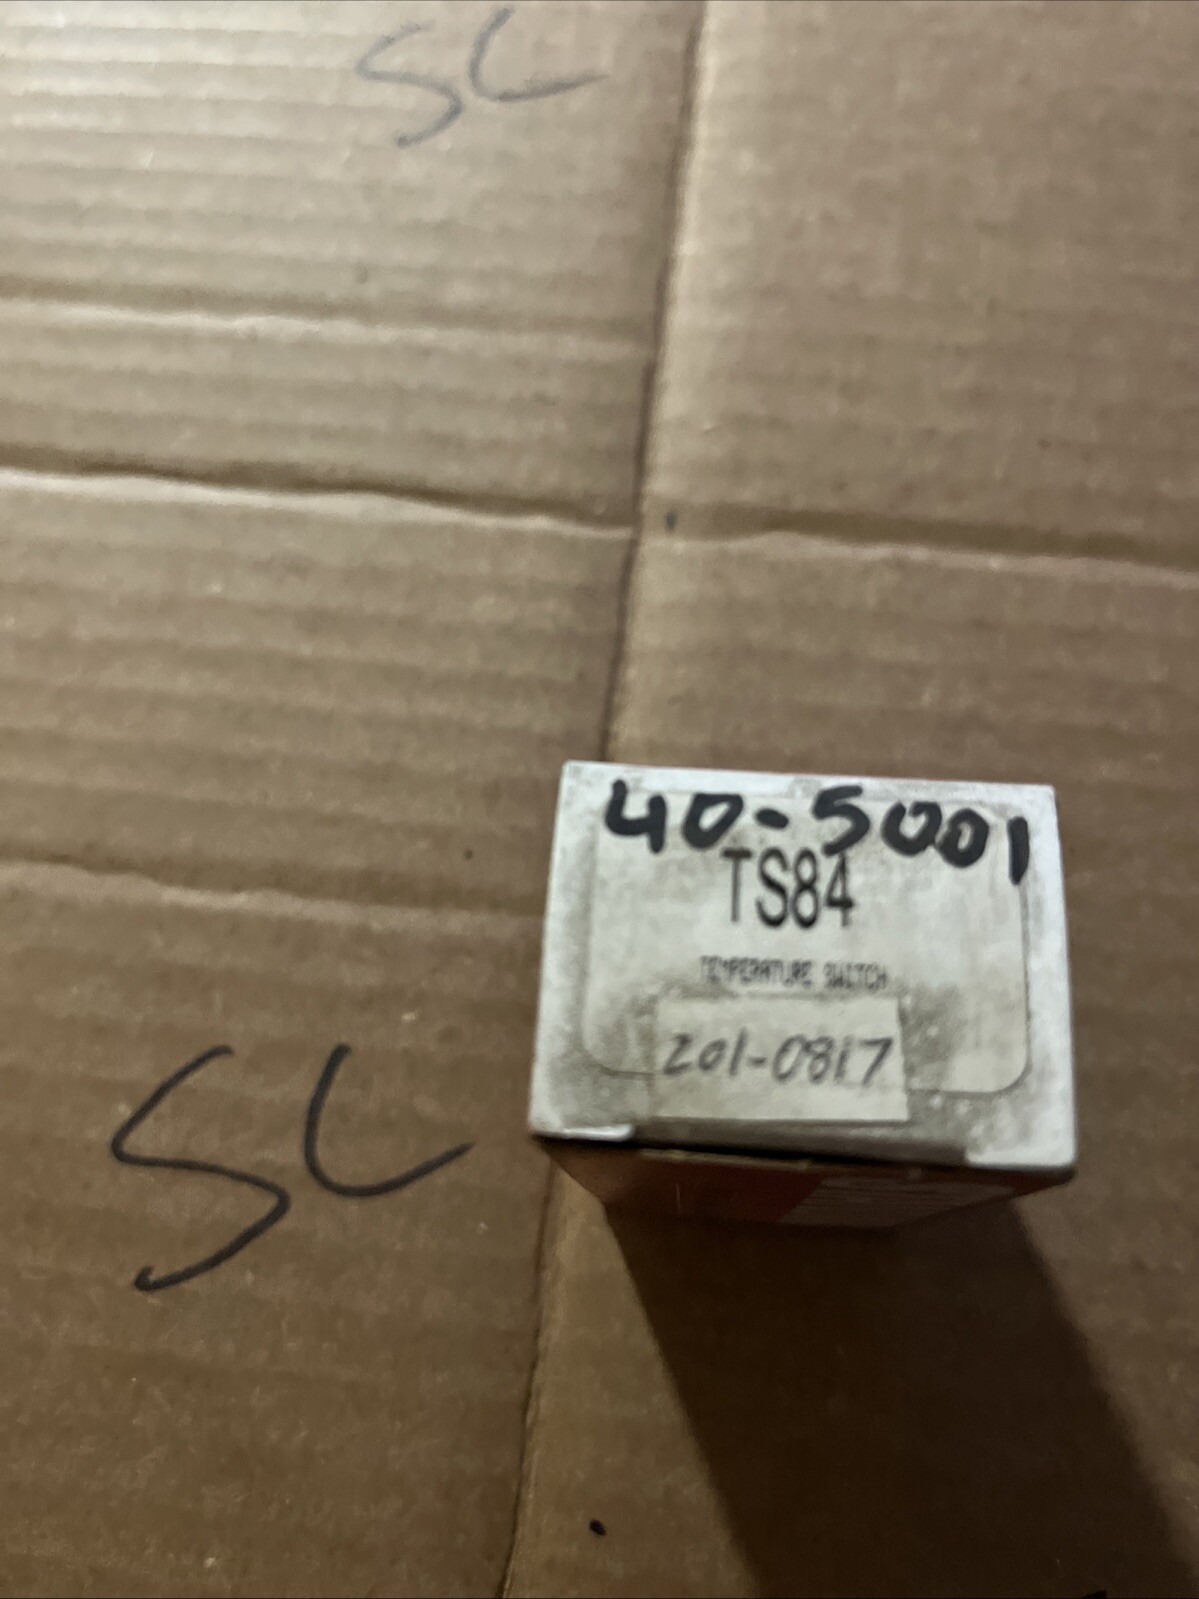 SL
40-5001
TS84
TEMPERATURE SWITCH
201-0817
SL